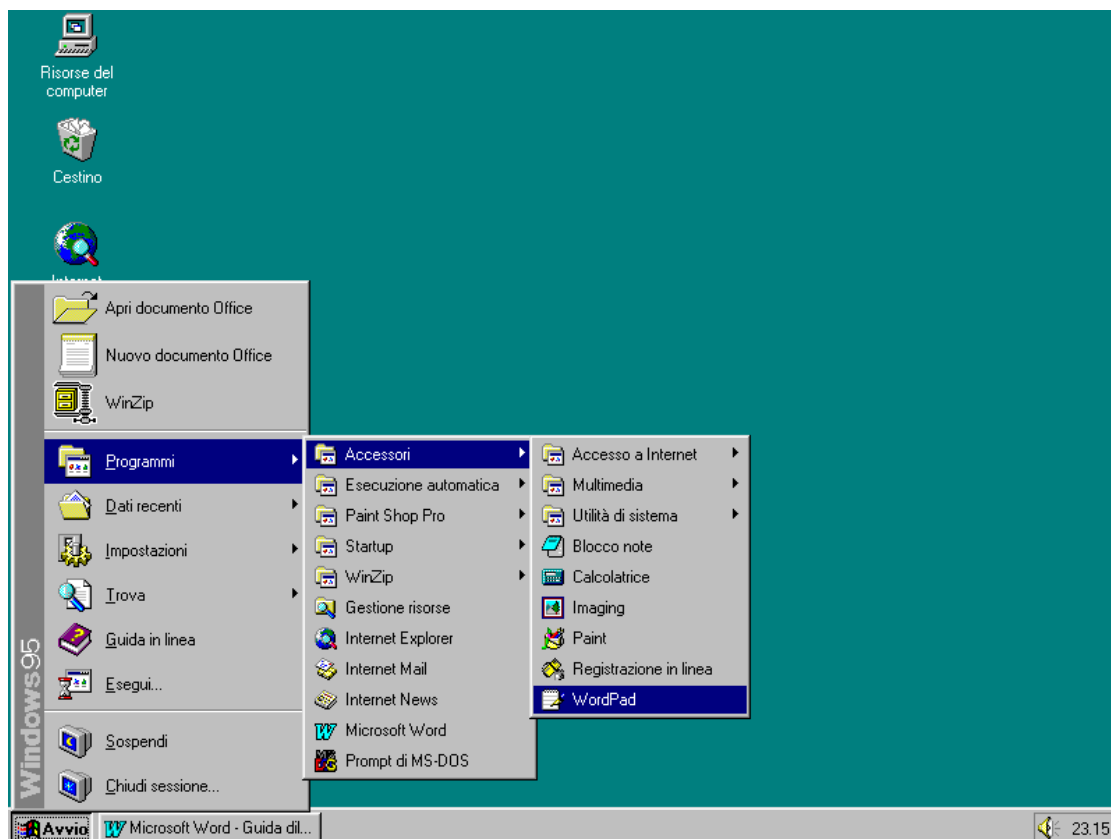 Risorse del
computer
Cestino
Internet
Apri documento Office
Nuovo documento Office
WinZip
Programmi
Dati recenti
Impostazioni
Trova
Guida in linea
Esegui...
Sospendi
Chiudi sessione...
Windows95
Accessori
Esecuzione automatica
Paint Shop Pro
Startup
WinZip
Gestione risorse
Internet Explorer
Internet Mail
Internet News
Microsoft Word
Prompt di MS-DOS
Accesso a Internet
Multimedia
Utilità di sistema
Blocco note
Calcolatrice
Imaging
Paint
Registrazione in linea
WordPad
Avvio
Microsoft Word - Guida dil...
23.15